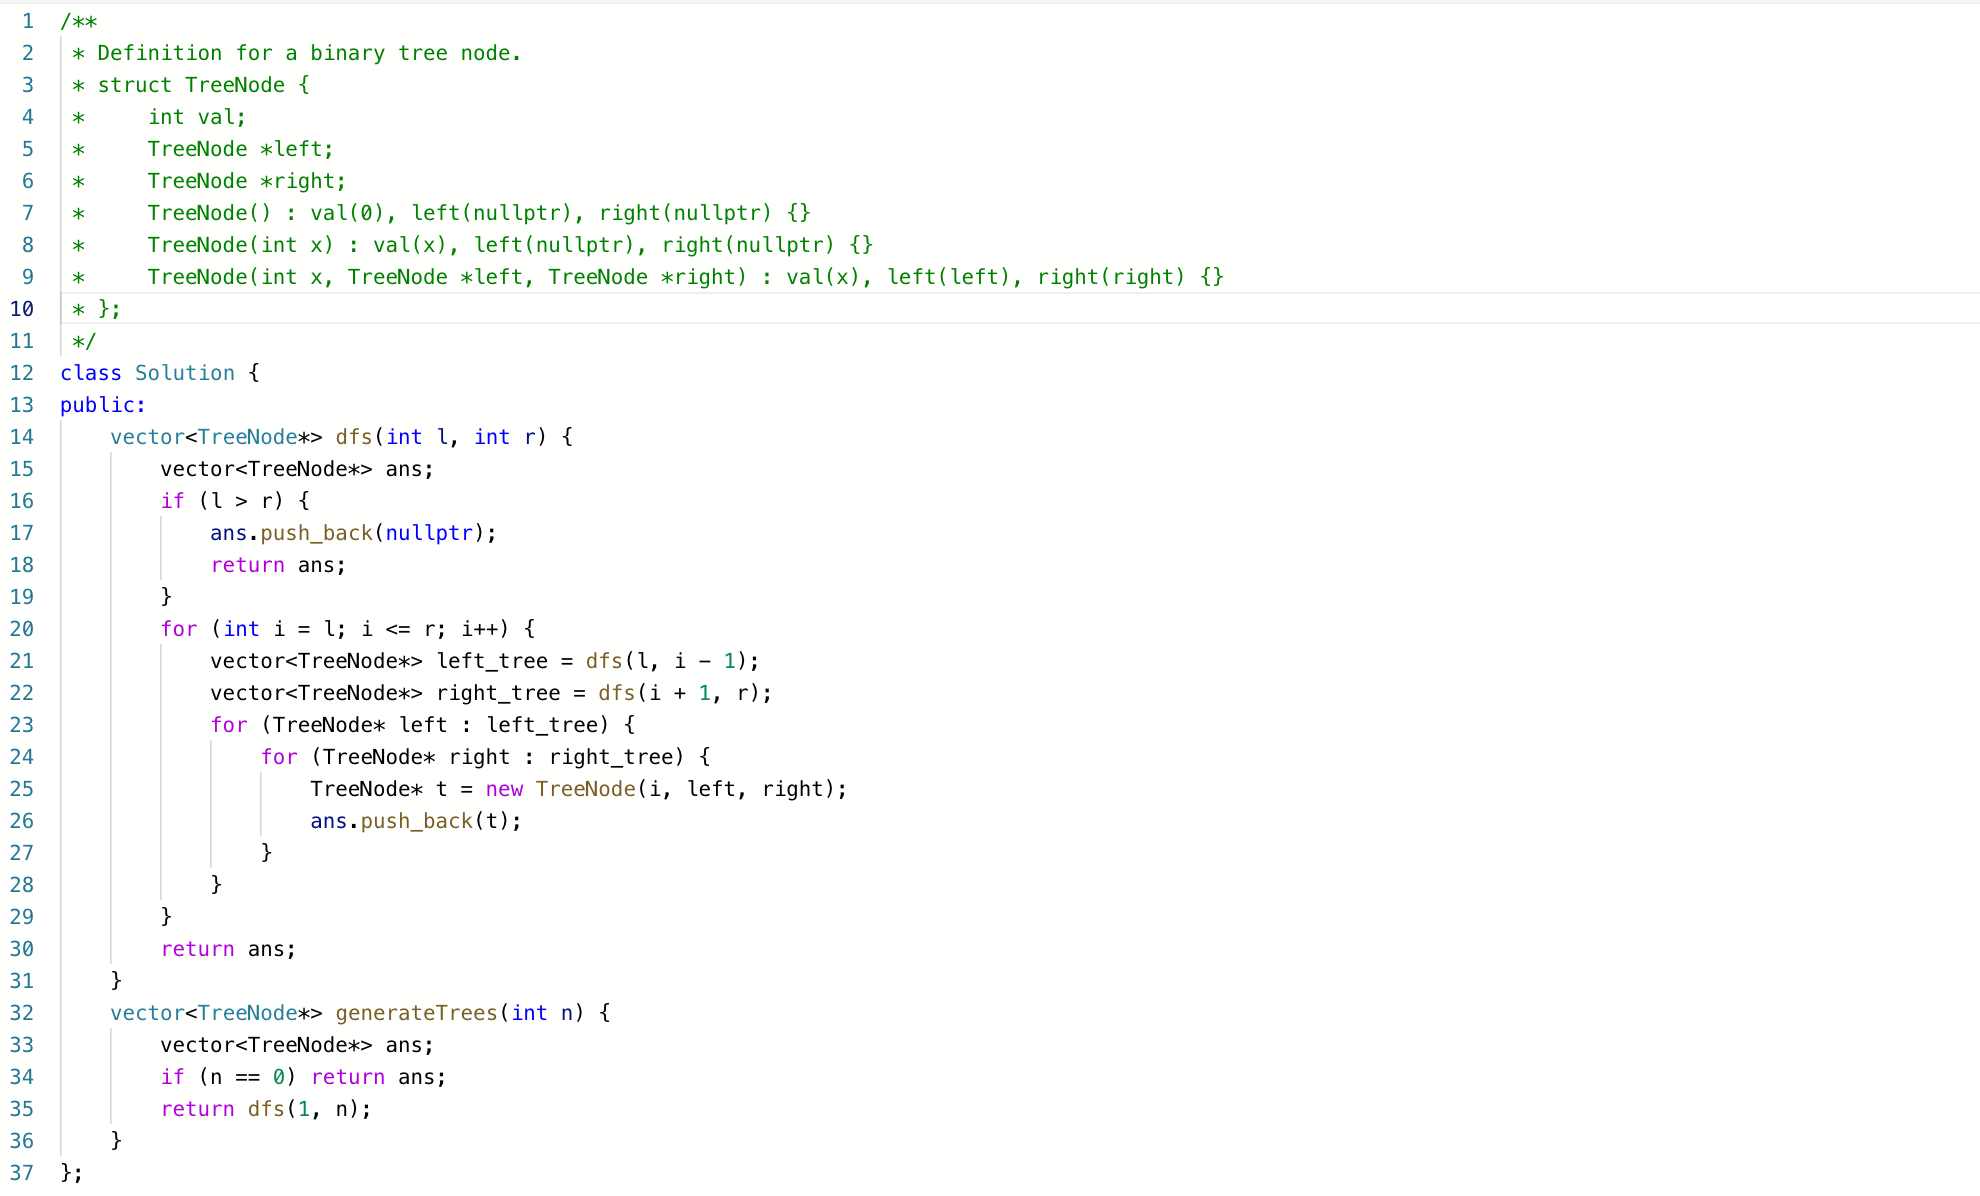 1 /**
2  * Definition for a binary tree node.
3  * struct TreeNode {
4  *     int val;
5  *     TreeNode *left;
6  *     TreeNode *right;
7  *     TreeNode() : val(0), left(nullptr), right(nullptr) {}
8  *     TreeNode(int x) : val(x), left(nullptr), right(nullptr) {}
9  *     TreeNode(int x, TreeNode *left, TreeNode *right) : val(x), left(left), right(right) {}
10  * };
11  */
12 class Solution {
13 public:
14     vector<TreeNode*> dfs(int l, int r) {
15         vector<TreeNode*> ans;
16         if (l > r) {
17             ans.push_back(nullptr);
18             return ans;
19         }
20         for (int i = l; i <= r; i++) {
21             vector<TreeNode*> left_tree = dfs(l, i - 1);
22             vector<TreeNode*> right_tree = dfs(i + 1, r);
23             for (TreeNode* left : left_tree) {
24                 for (TreeNode* right : right_tree) {
25                     TreeNode* t = new TreeNode(i, left, right);
26                     ans.push_back(t);
27                 }
28             }
29         }
30         return ans;
31     }
32     vector<TreeNode*> generateTrees(int n) {
33         vector<TreeNode*> ans;
34         if (n == 0) return ans;
35         return dfs(1, n);
36     }
37 };